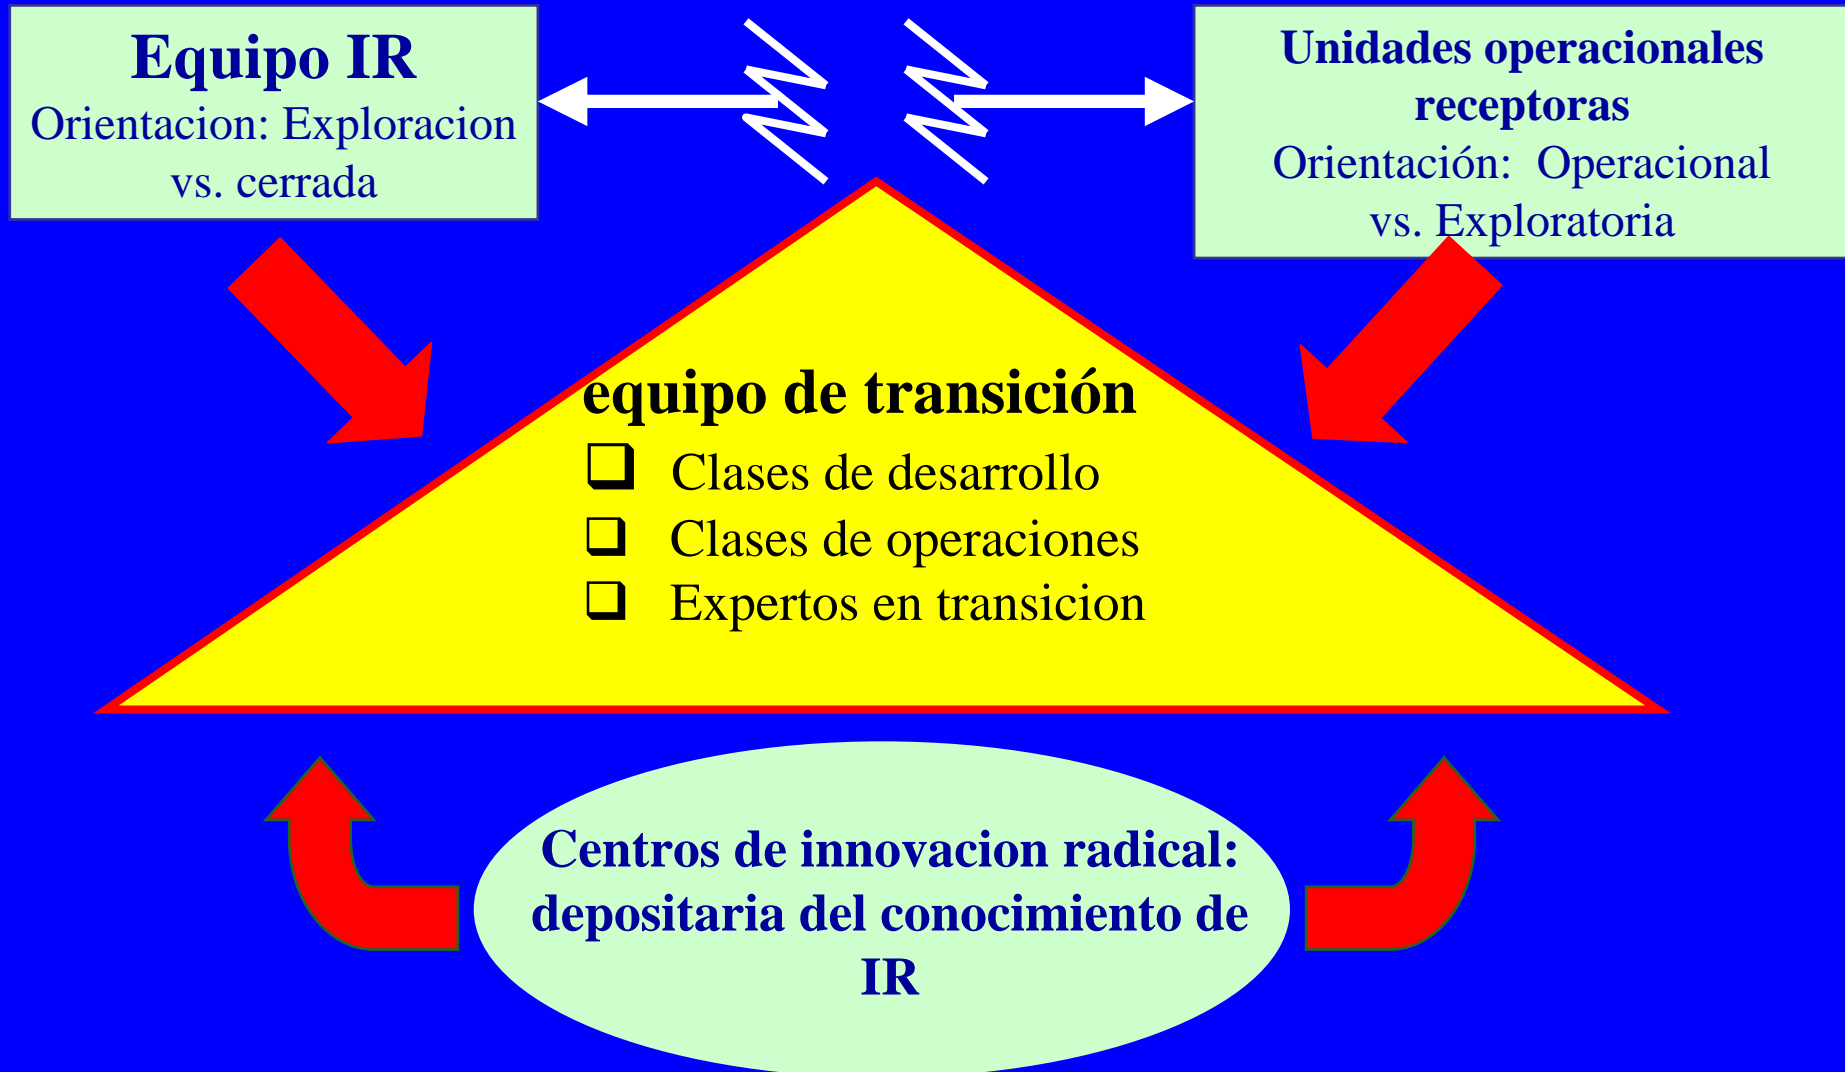 Equipo IR
Orientacion: Exploracion
vs. cerrada
Unidades operacionales
receptoras
Orientación: Operacional
vs. Exploratoria
equipo de transición
Clases de desarrollo
Clases de operaciones
Expertos en transicion
Centros de innovacion radical:
depositaria del conocimiento de
IR